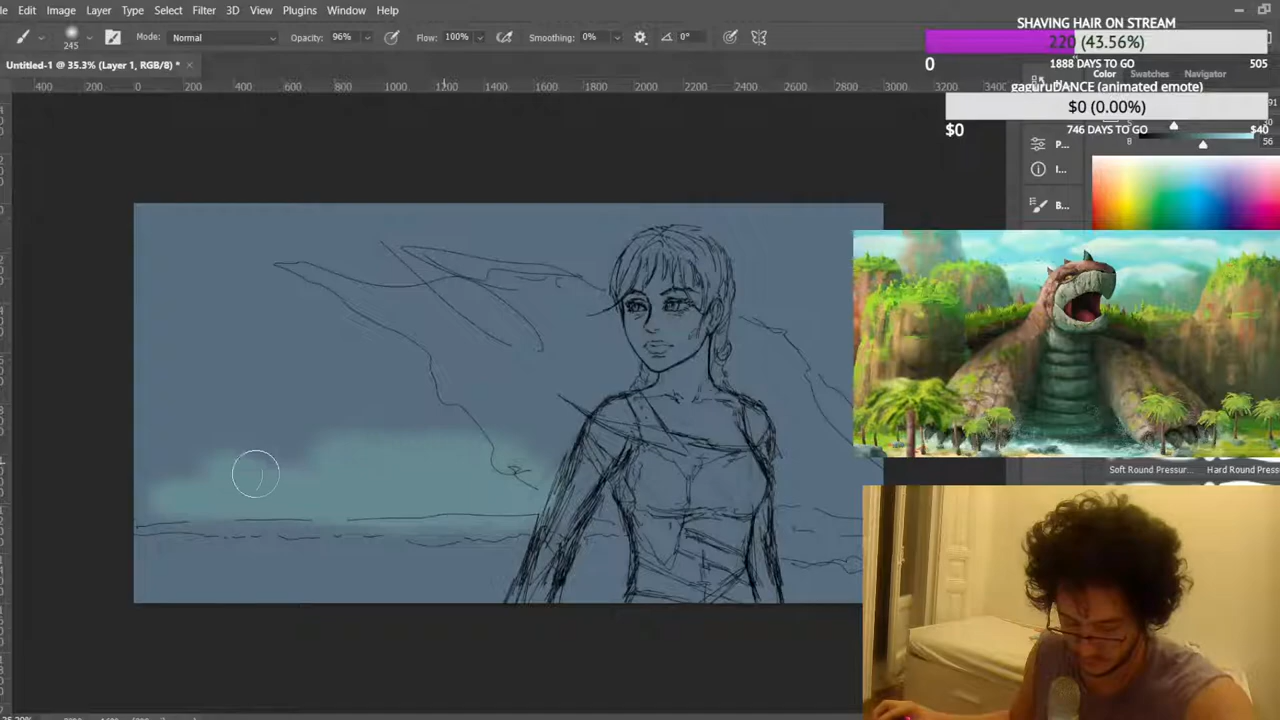 Edit Image Layer Type Select Filter 3D View Plugins Window Help
245 Mode: Normal Opacity: 96% Flow: 100% Smoothing: 0% 0°
SHAVING HAIR ON STREAM
220 (43.56%)
0 1888 DAYS TO GO 505
Untitled-1 @ 35.3% (Layer 1, RGB/8) *
Color Swatches Navigator
gaguruDANCE (animated emote)
400 200 0 200 400 600 800 1000 1200 1400 1600 1800 2000 2200 2400 2600 2800 3000 3200 3400
$0 (0.00%)
$0 746 DAYS TO GO $40
B 56
P...
I...
B...
Soft Round Pressur... Hard Round Pressur